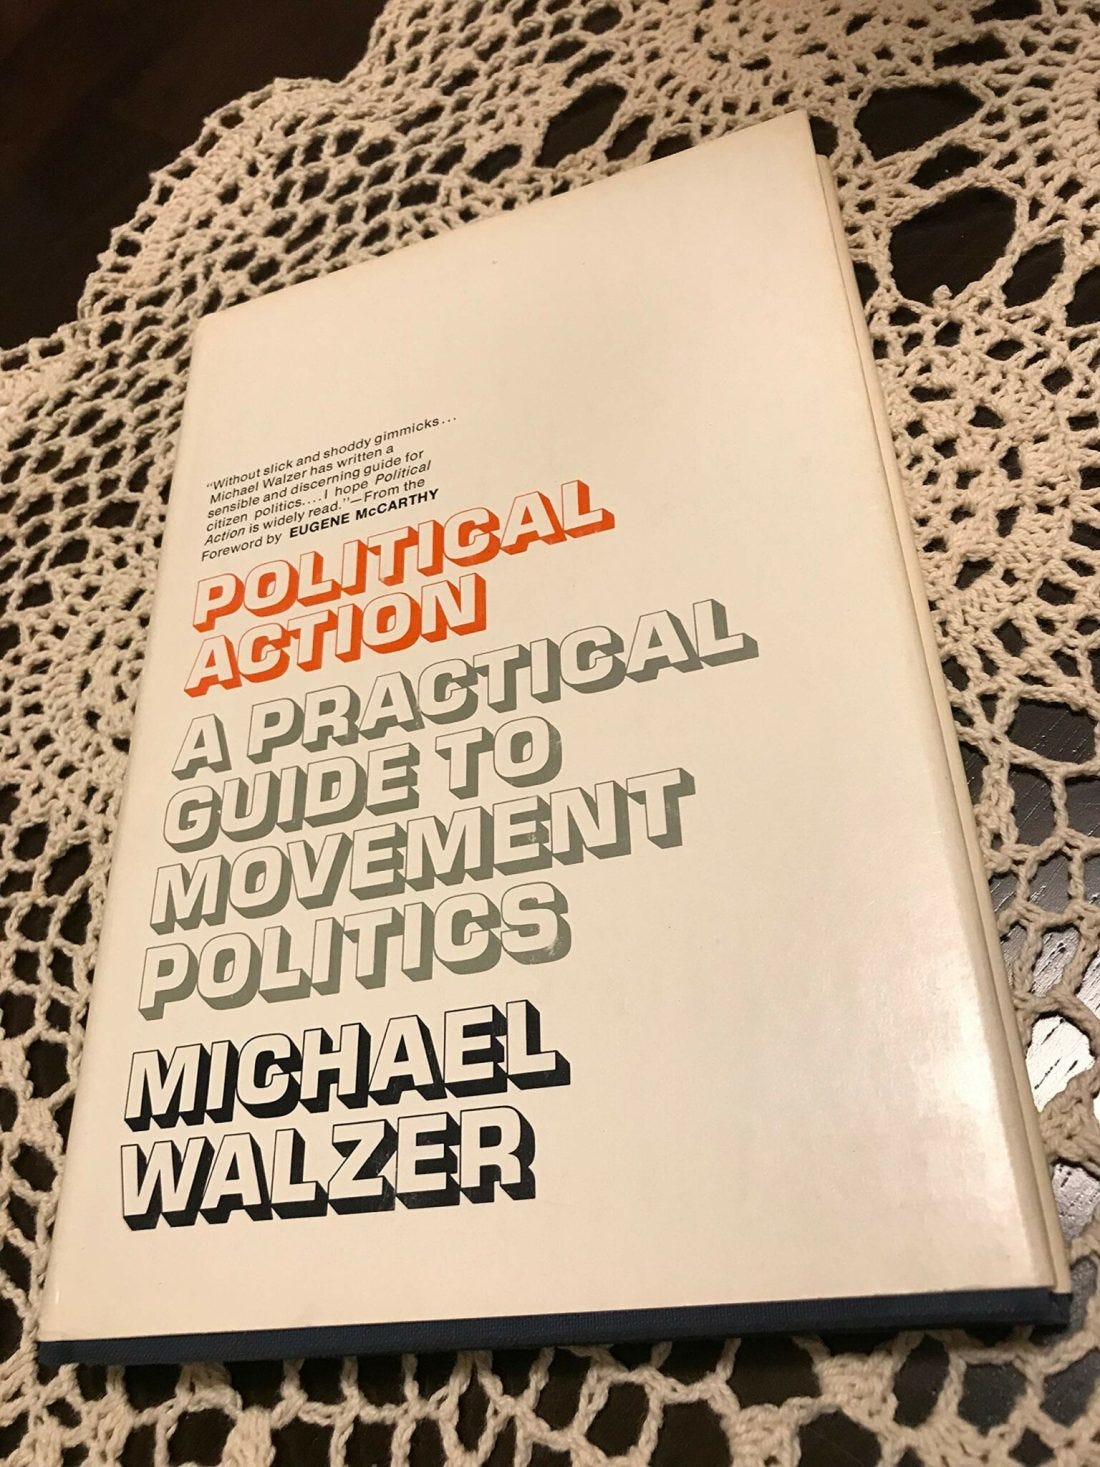 “Without slick and shoddy gimmicks...
Michael Walzer has written a
sensible and discerning guide for
citizen politics.... I hope Political
Action is widely read.”—From the
Foreword by EUGENE McCARTHY
POLITICAL
ACTION
A PRACTICAL
GUIDE TO
MOVEMENT
POLITICS
MICHAEL
WALZER